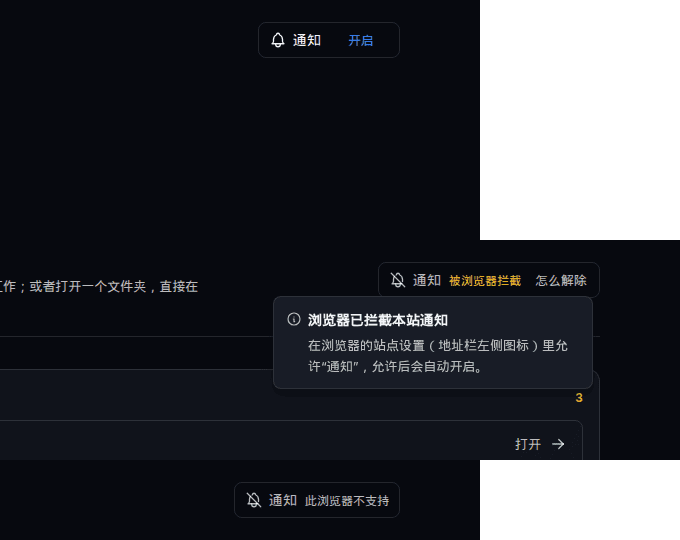 通知 开启
通知 被浏览器拦截 怎么解除
作；或者打开一个文件夹，直接在
浏览器已拦截本站通知
在浏览器的站点设置（地址栏左侧图标）里允
许“通知”，允许后会自动开启。
3
打开
通知 此浏览器不支持